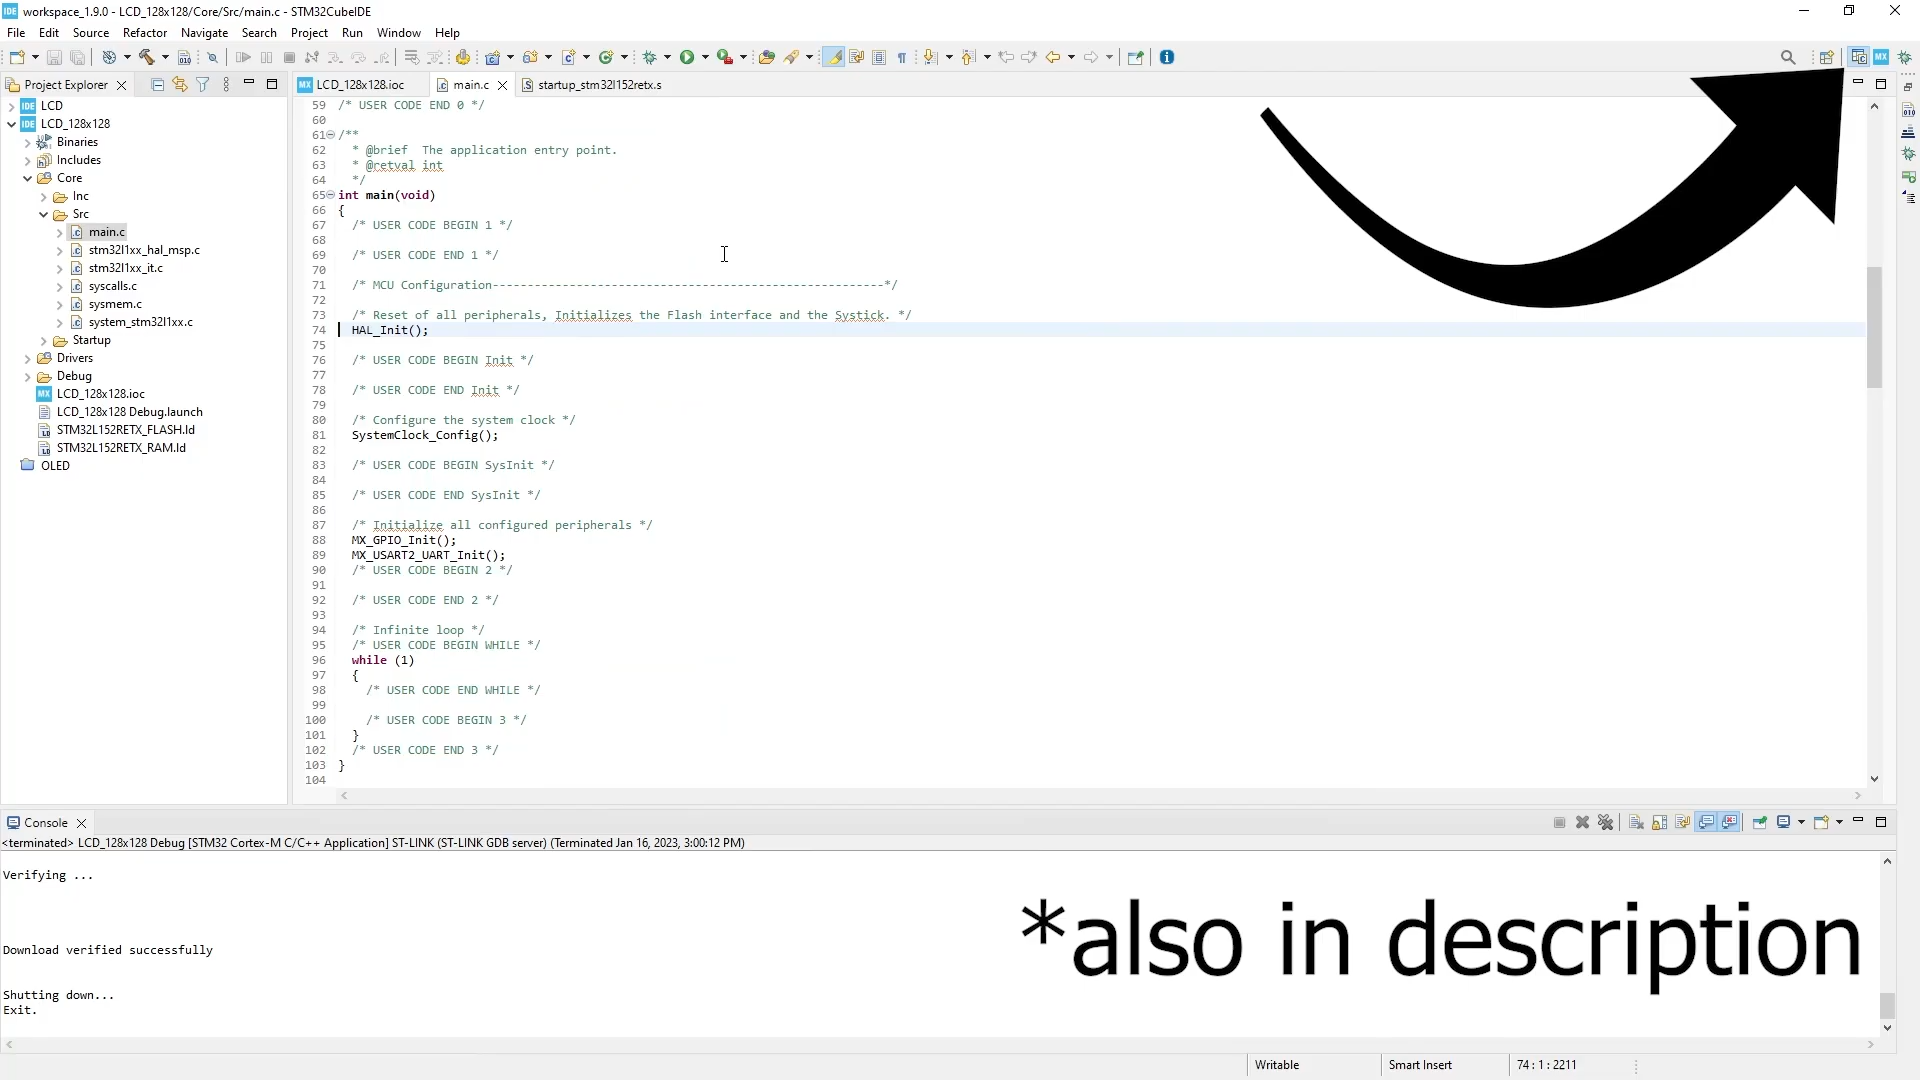 IDE workspace_1.9.0 - LCD_128x128/Core/Src/main.c - STM32CubeIDE
File Edit Source Refactor Navigate Search Project Run Window Help
Project Explorer
LCD_128x128.ioc
main.c
startup_stm32l152retx.s
IDE LCD
IDE LCD_128x128
Binaries
Includes
Core
Inc
Src
main.c
stm32l1xx_hal_msp.c
stm32l1xx_it.c
syscalls.c
sysmem.c
system_stm32l1xx.c
Startup
Drivers
Debug
MX LCD_128x128.ioc
LCD_128x128 Debug.launch
STM32L152RETX_FLASH.ld
STM32L152RETX_RAM.ld
OLED
59 /* USER CODE END 0 */
60
61 /**
62 * @brief  The application entry point.
63 * @retval int
64 */
65 int main(void)
66 {
67 /* USER CODE BEGIN 1 */
68
69 /* USER CODE END 1 */
70
71 /* MCU Configuration--------------------------------------------------------*/
72
73 /* Reset of all peripherals, Initializes the Flash interface and the Systick. */
74 HAL_Init();
75
76 /* USER CODE BEGIN Init */
77
78 /* USER CODE END Init */
79
80 /* Configure the system clock */
81 SystemClock_Config();
82
83 /* USER CODE BEGIN SysInit */
84
85 /* USER CODE END SysInit */
86
87 /* Initialize all configured peripherals */
88 MX_GPIO_Init();
89 MX_USART2_UART_Init();
90 /* USER CODE BEGIN 2 */
91
92 /* USER CODE END 2 */
93
94 /* Infinite loop */
95 /* USER CODE BEGIN WHILE */
96 while (1)
97 {
98 /* USER CODE END WHILE */
99
100 /* USER CODE BEGIN 3 */
101 }
102 /* USER CODE END 3 */
103 }
104
Console
<terminated> LCD_128x128 Debug [STM32 Cortex-M C/C++ Application] ST-LINK (ST-LINK GDB server) (Terminated Jan 16, 2023, 3:00:12 PM)
Verifying ...
Download verified successfully
Shutting down...
Exit.
*also in description
Writable
Smart Insert
74 : 1 : 2211